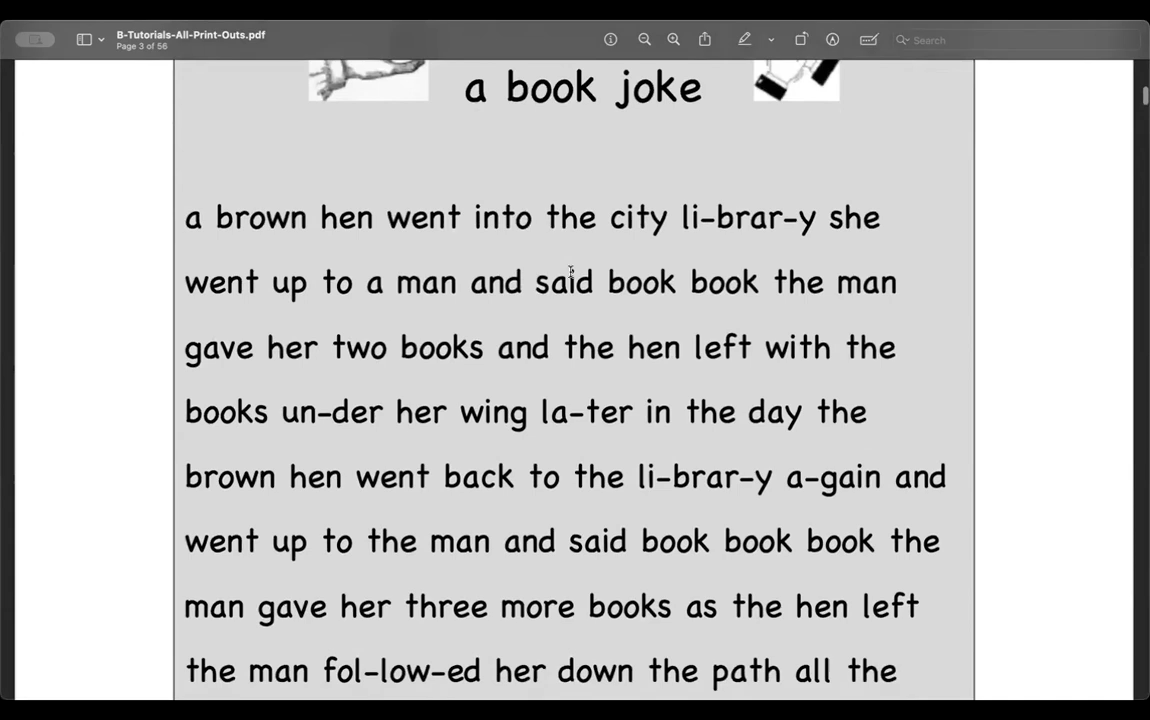 B-Tutorials-All-Print-Outs.pdf
Page 3 of 56
Search
a book joke
a brown hen went into the city li-brar-y she
went up to a man and said book book the man
gave her two books and the hen left with the
books un-der her wing la-ter in the day the
brown hen went back to the li-brar-y a-gain and
went up to the man and said book book book the
man gave her three more books as the hen left
the man fol-low-ed her down the path all the